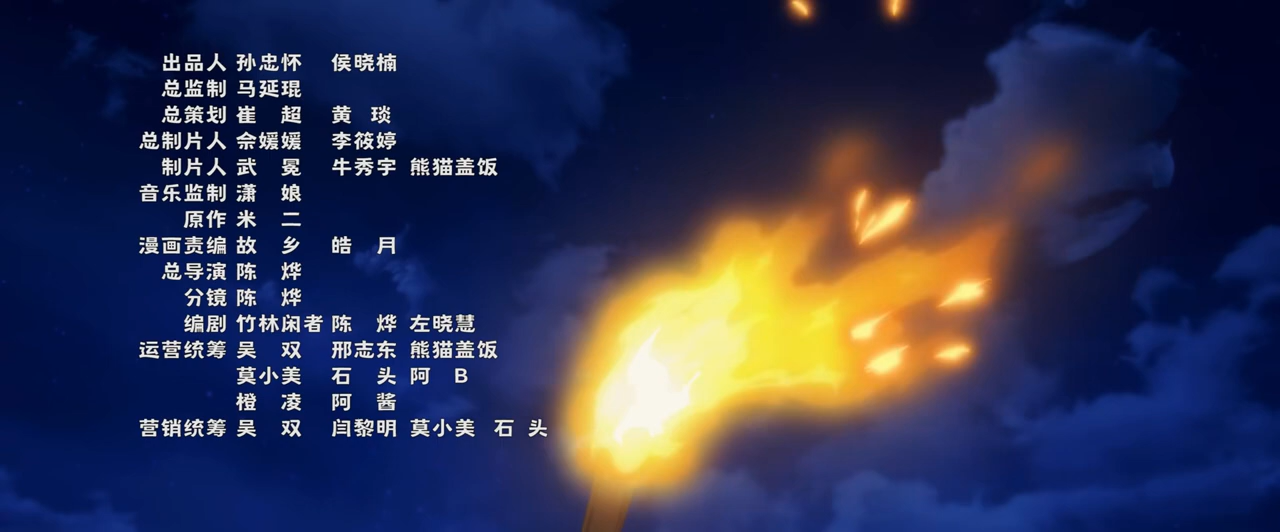 出品人 孙忠怀 侯晓楠
总监制 马延琨
总策划 崔 超 黄 琰
总制片人 佘媛媛 李筱婷
制片人 武 冕 牛秀宇 熊猫盖饭
音乐监制 潇 娘
原作 米 二
漫画责编 故 乡 皓 月
总导演 陈 烨
分镜 陈 烨
编剧 竹林闲者 陈 烨 左晓慧
运营统筹 吴 双 邢志东 熊猫盖饭
莫小美 石 头 阿 B
橙 凌 阿 酱
营销统筹 吴 双 闫黎明 莫小美 石 头